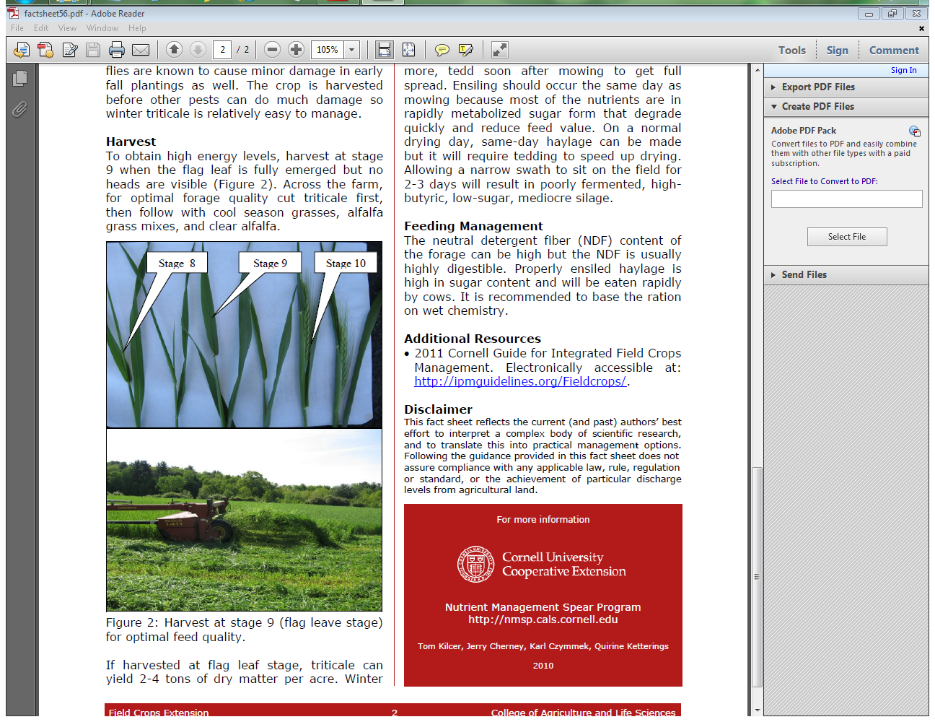 factsheet56.pdf - Adobe Reader
File Edit View Window Help
2 / 2
105%
Tools
Sign
Comment
flies are known to cause minor damage in early
fall plantings as well. The crop is harvested
before other pests can do much damage so
winter triticale is relatively easy to manage.
Harvest
To obtain high energy levels, harvest at stage
9 when the flag leaf is fully emerged but no
heads are visible (Figure 2). Across the farm,
for optimal forage quality cut triticale first,
then follow with cool season grasses, alfalfa
grass mixes, and clear alfalfa.
Stage 8
Stage 9
Stage 10
Figure 2: Harvest at stage 9 (flag leave stage)
for optimal feed quality.
If harvested at flag leaf stage, triticale can
yield 2-4 tons of dry matter per acre. Winter
more, tedd soon after mowing to get full
spread. Ensiling should occur the same day as
mowing because most of the nutrients are in
rapidly metabolized sugar form that degrade
quickly and reduce feed value. On a normal
drying day, same-day haylage can be made
but it will require tedding to speed up drying.
Allowing a narrow swath to sit on the field for
2-3 days will result in poorly fermented, high-
butyric, low-sugar, mediocre silage.
Feeding Management
The neutral detergent fiber (NDF) content of
the forage can be high but the NDF is usually
highly digestible. Properly ensiled haylage is
high in sugar content and will be eaten rapidly
by cows. It is recommended to base the ration
on wet chemistry.
Additional Resources
• 2011 Cornell Guide for Integrated Field Crops
Management. Electronically accessible at:
http://ipmguidelines.org/Fieldcrops/.
Disclaimer
This fact sheet reflects the current (and past) authors' best
effort to interpret a complex body of scientific research,
and to translate this into practical management options.
Following the guidance provided in this fact sheet does not
assure compliance with any applicable law, rule, regulation
or standard, or the achievement of particular discharge
levels from agricultural land.
For more information
Cornell University
Cooperative Extension
Nutrient Management Spear Program
http://nmsp.cals.cornell.edu
Tom Kilcer, Jerry Cherney, Karl Czymmek, Quirine Ketterings
2010
Field Crops Extension
2
College of Agriculture and Life Sciences
Sign In
Export PDF Files
Create PDF Files
Adobe PDF Pack
Convert files to PDF and easily combine
them with other file types with a paid
subscription.
Select File to Convert to PDF:
Select File
Send Files